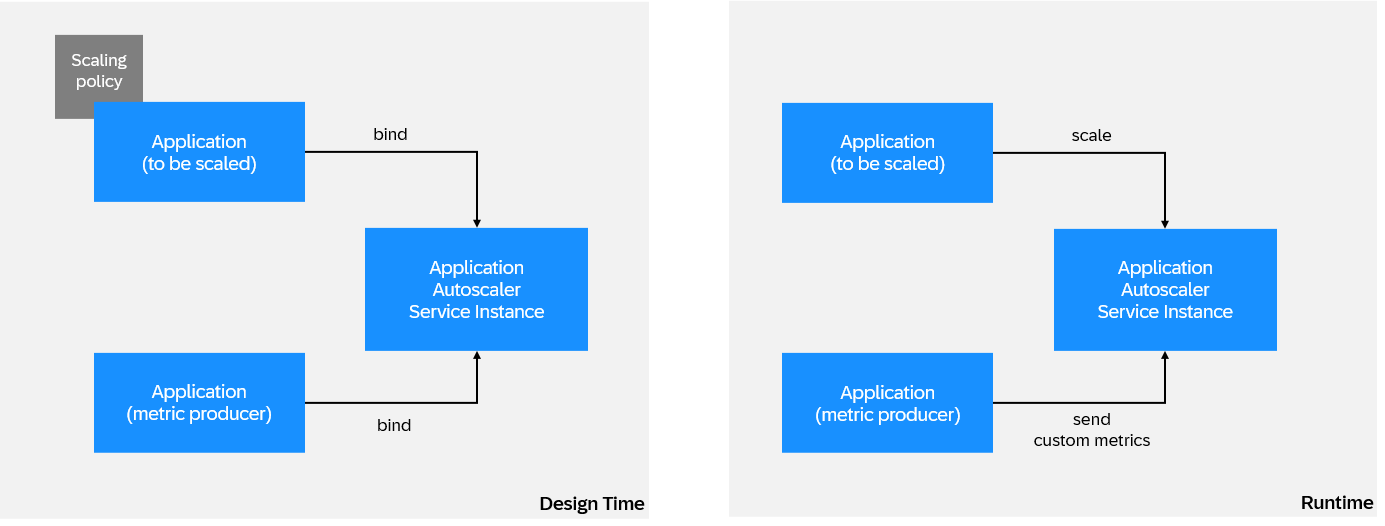 Scaling
policy
Application
(to be scaled)
bind
Application
Autoscaler
Service Instance
Application
(metric producer)
bind
Design Time
Application
(to be scaled)
scale
Application
Autoscaler
Service Instance
Application
(metric producer)
send
custom metrics
Runtime